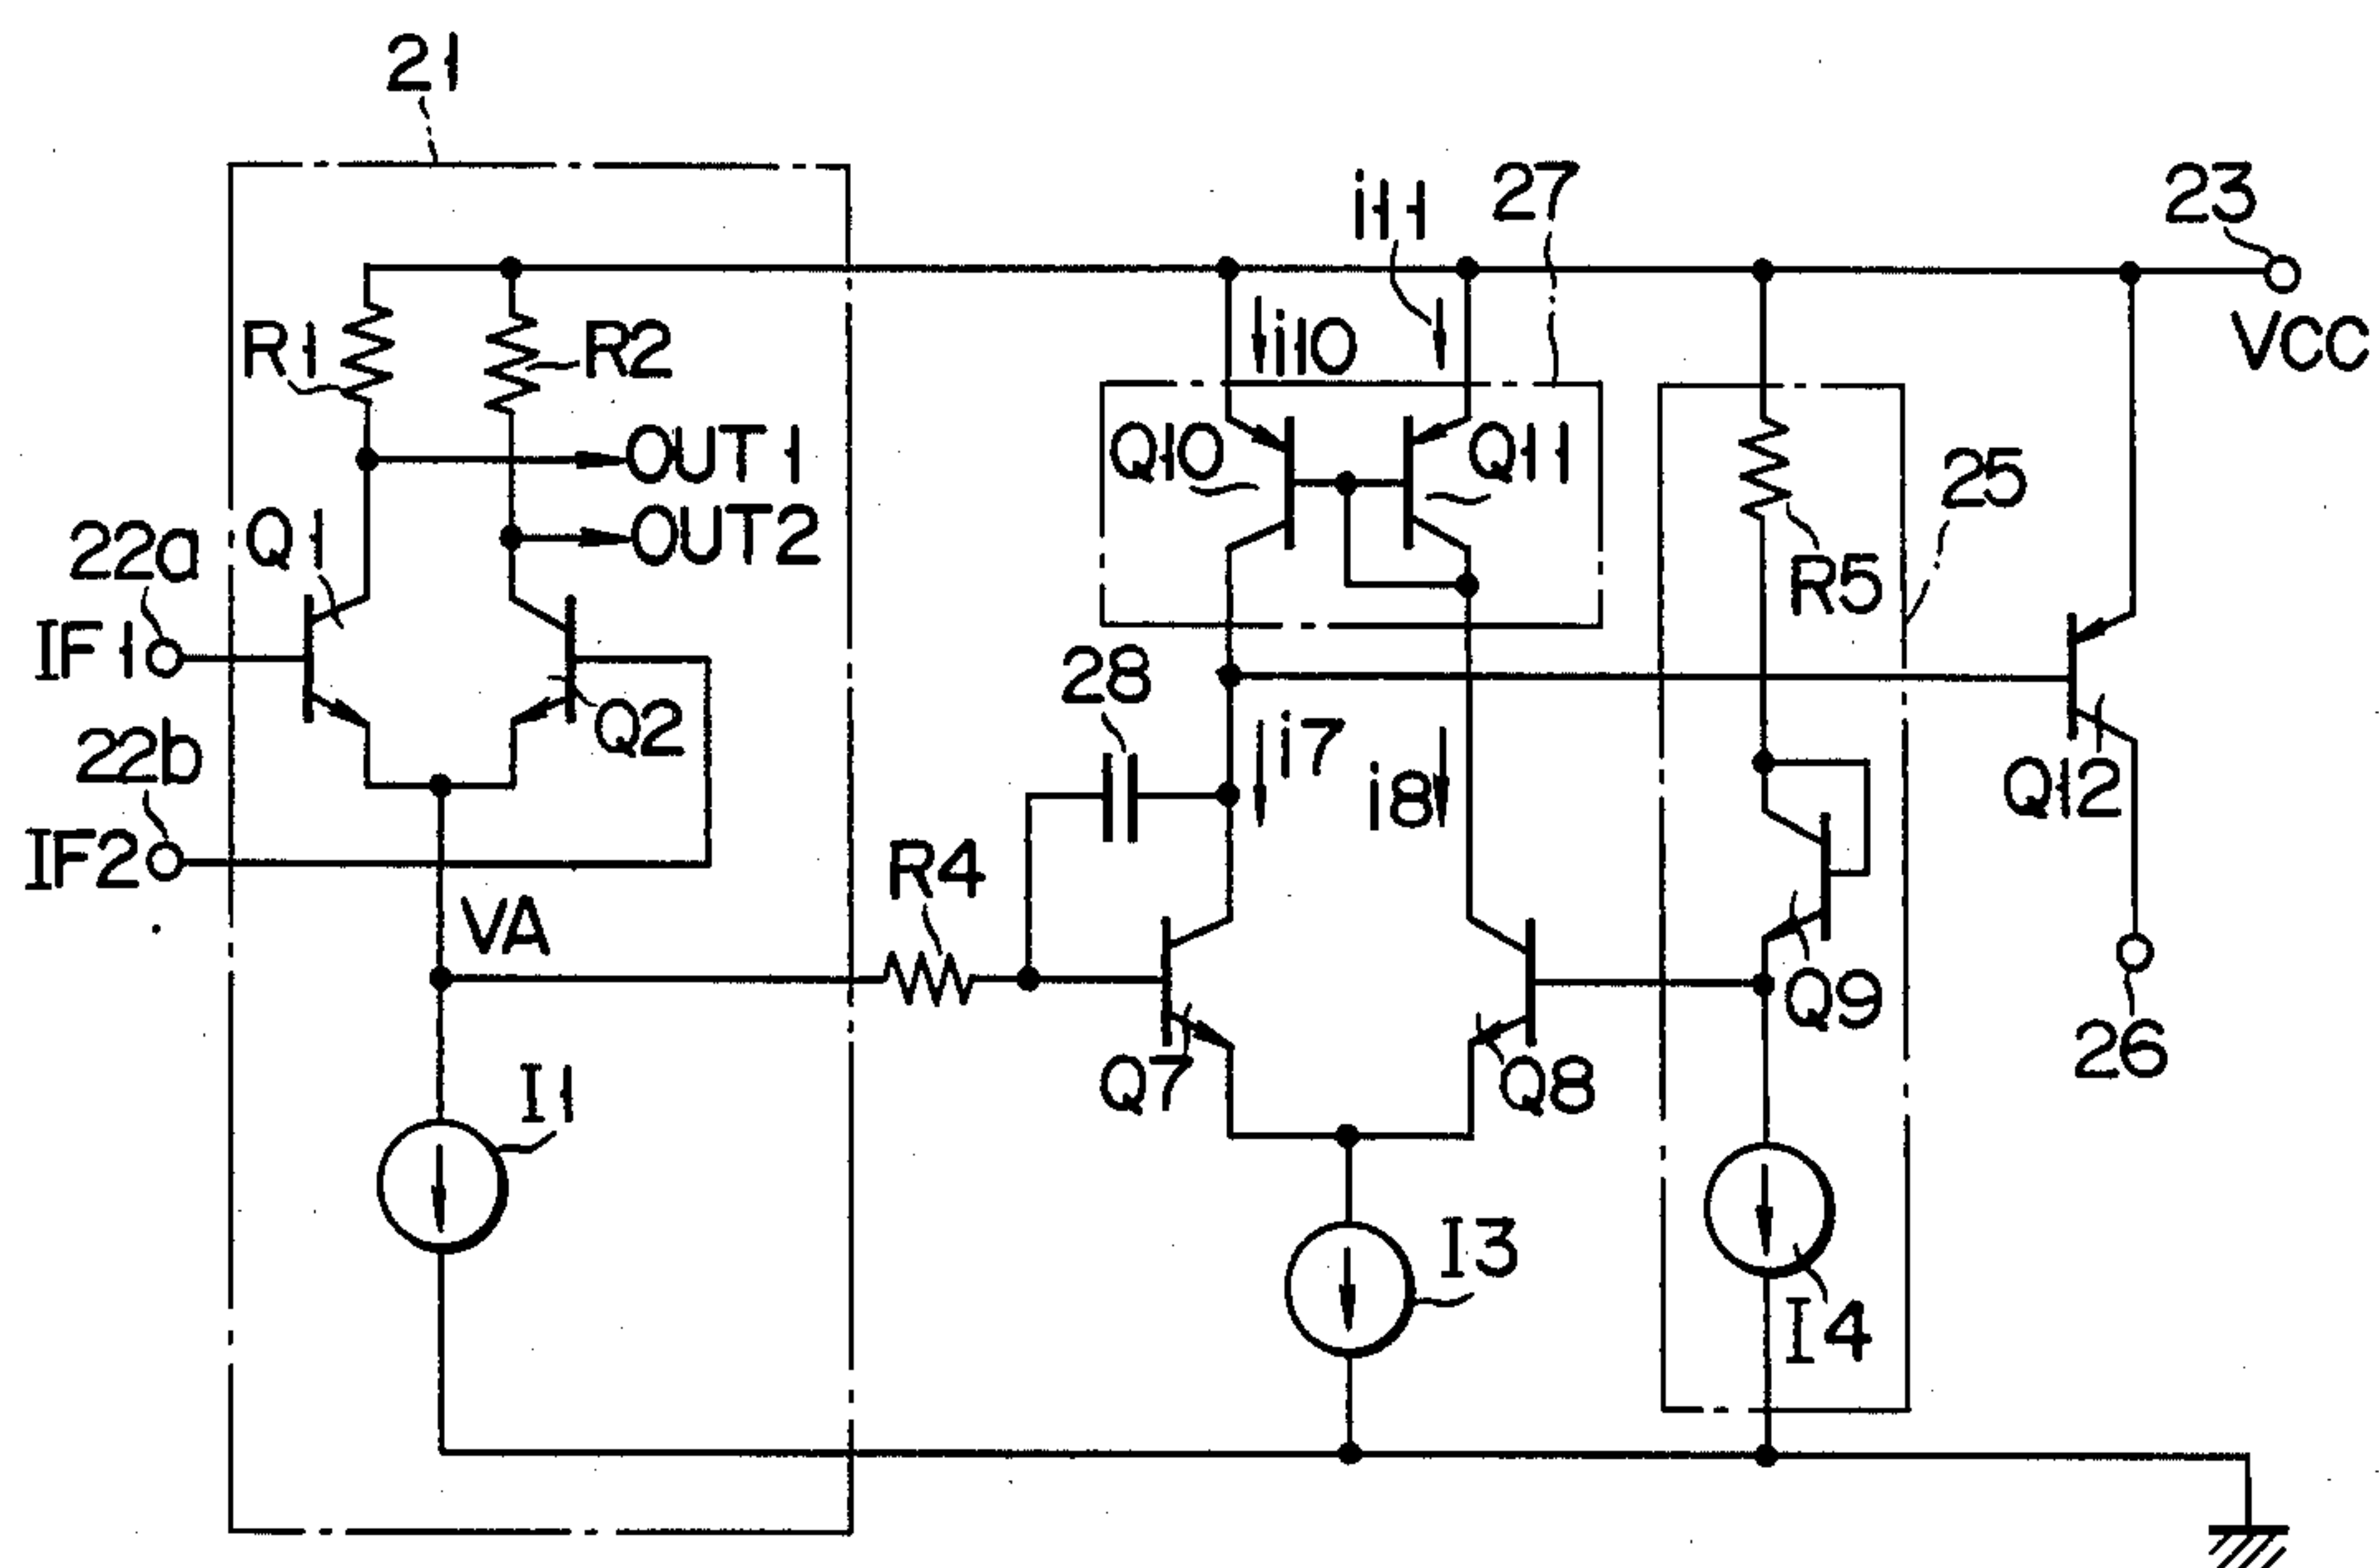 21
i11
27
23
R1
R2
i10
VCC
OUT1
Q10
Q11
25
22a
Q1
OUT2
R5
IF1
28
22b
Q2
i7
i8
Q12
IF2
R4
VA
Q9
26
I1
Q7
Q8
I3
I4